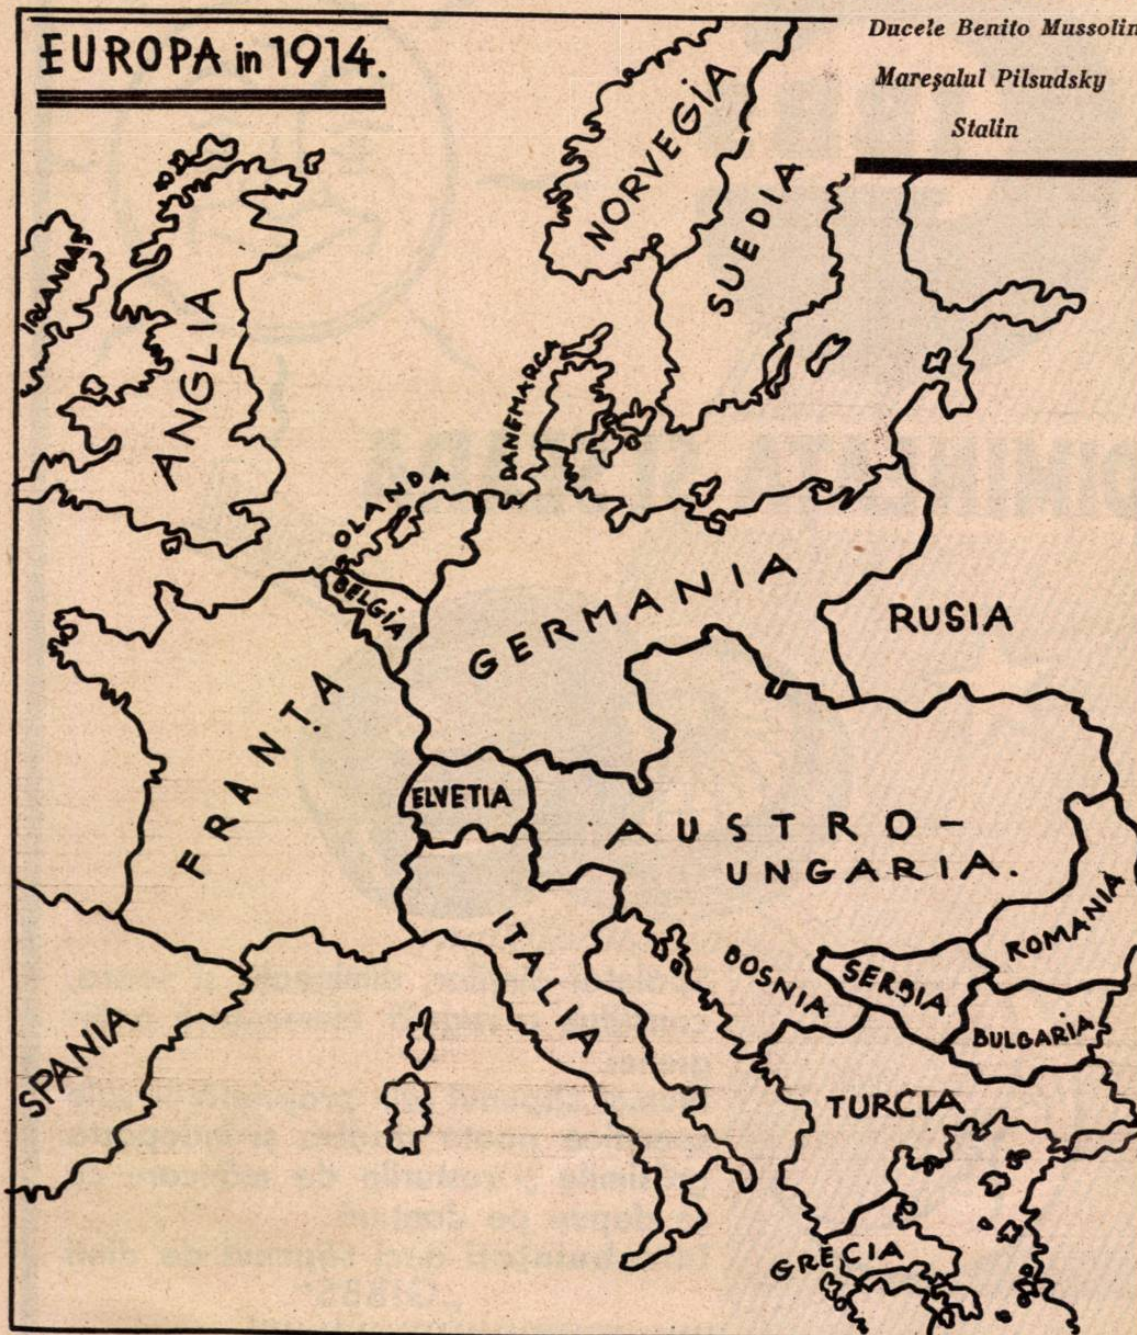 EUROPA in 1914.
Ducele Benito Mussolin
Mareşalul Pilsudsky
Stalin
NORVEGIA
SUEDIA
IRLANDA
ANGLIA
DANEMARCA
OLANDA
BELGIA
GERMANIA
RUSIA
FRANŢA
ELVETIA
AUSTRO-
UNGARIA.
ITALIA
ROMANIA
BOSNIA
SERBIA
BULGARIA
SPANIA
TURCIA
GRECIA